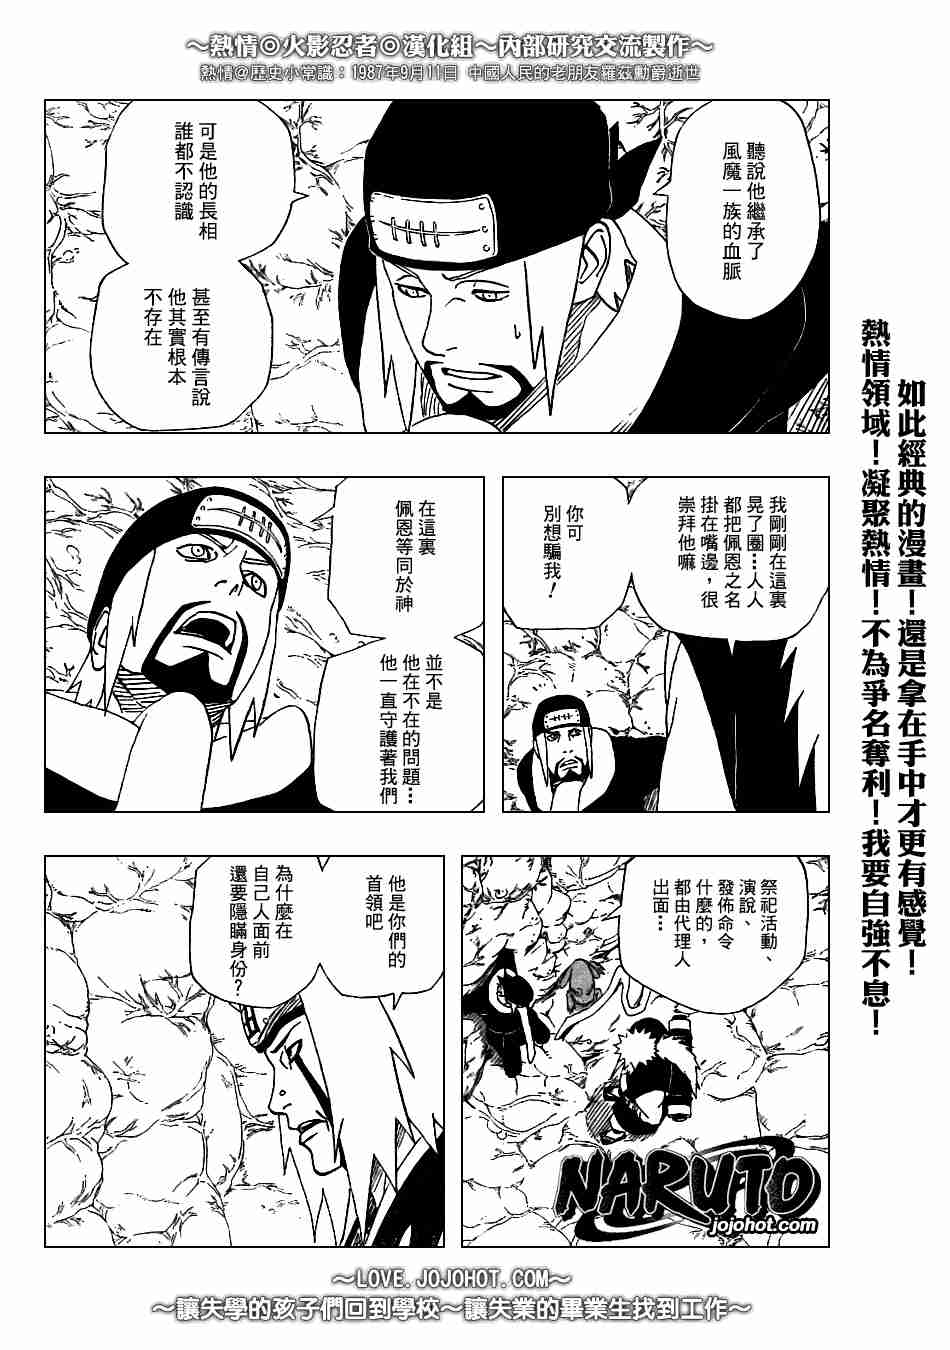 ～熱情◎火影忍者◎漢化組～內部研究交流製作～
熱情@歷史小常識：1987年9月11日 中國人民的老朋友羅茲勳爵逝世
聽說他繼承了
風魔一族的血脈
可是他的長相
誰都不認識
甚至有傳言說
他其實根本
不存在
我剛剛在這裏
晃了圈…人人
都把佩恩之名
掛在嘴邊，很
崇拜他嘛
你可
別想騙我！
在這裏
佩恩等同於神
並不是
他在不在的問題…
他一直守護著我們
祭祀活動、
演說、
發佈命令
什麼的，
都由代理人
出面…
他是你們的
首領吧
為什麼在
自己人面前
還要隱瞞身份？
NARUTO
jojohot.com
如此經典的漫畫！還是拿在手中才更有感覺！
熱情領域！凝聚熱情！不為爭名奪利！我要自強不息！
～LOVE.JOJOHOT.COM～
～讓失學的孩子們回到學校～讓失業的畢業生找到工作～